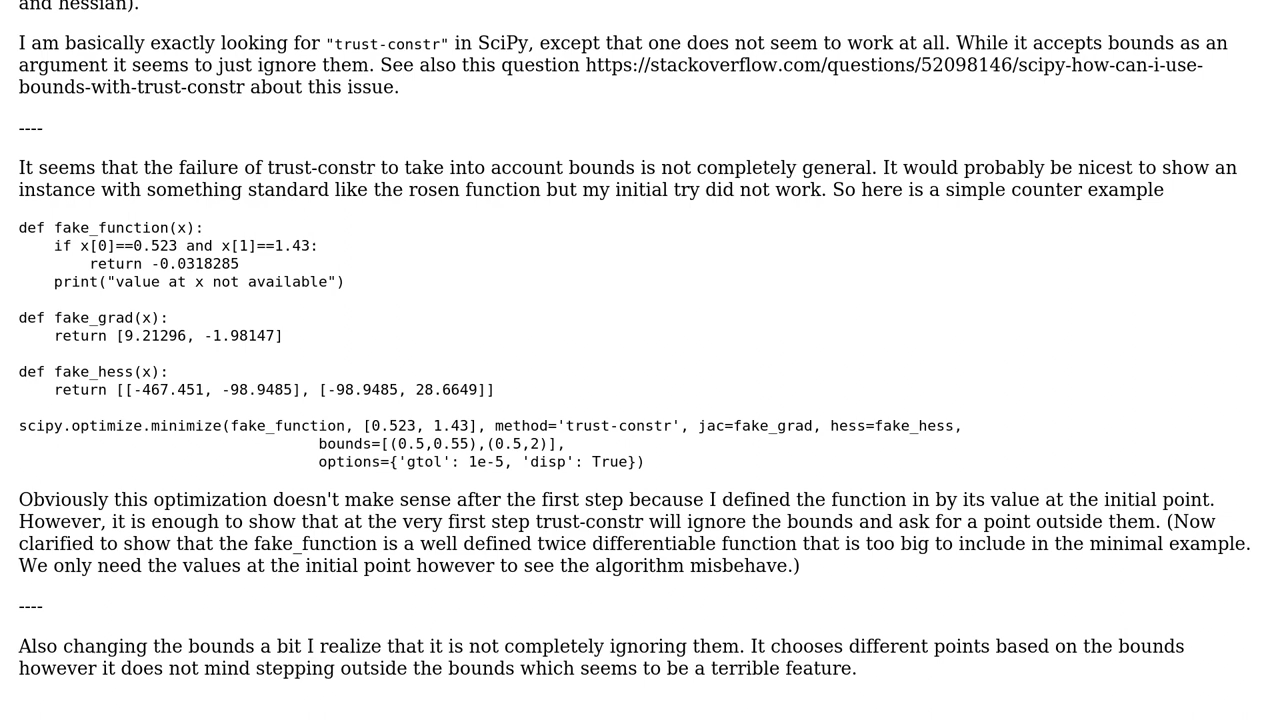 and hessian).
I am basically exactly looking for "trust-constr" in SciPy, except that one does not seem to work at all. While it accepts bounds as an
argument it seems to just ignore them. See also this question https://stackoverflow.com/questions/52098146/scipy-how-can-i-use-
bounds-with-trust-constr about this issue.
----
It seems that the failure of trust-constr to take into account bounds is not completely general. It would probably be nicest to show an
instance with something standard like the rosen function but my initial try did not work. So here is a simple counter example
def fake_function(x):
    if x[0]==0.523 and x[1]==1.43:
        return -0.0318285
    print("value at x not available")
def fake_grad(x):
    return [9.21296, -1.98147]
def fake_hess(x):
    return [[-467.451, -98.9485], [-98.9485, 28.6649]]
scipy.optimize.minimize(fake_function, [0.523, 1.43], method='trust-constr', jac=fake_grad, hess=fake_hess,
                                  bounds=[(0.5,0.55),(0.5,2)],
                                  options={'gtol': 1e-5, 'disp': True})
Obviously this optimization doesn't make sense after the first step because I defined the function in by its value at the initial point.
However, it is enough to show that at the very first step trust-constr will ignore the bounds and ask for a point outside them. (Now
clarified to show that the fake_function is a well defined twice differentiable function that is too big to include in the minimal example.
We only need the values at the initial point however to see the algorithm misbehave.)
----
Also changing the bounds a bit I realize that it is not completely ignoring them. It chooses different points based on the bounds
however it does not mind stepping outside the bounds which seems to be a terrible feature.